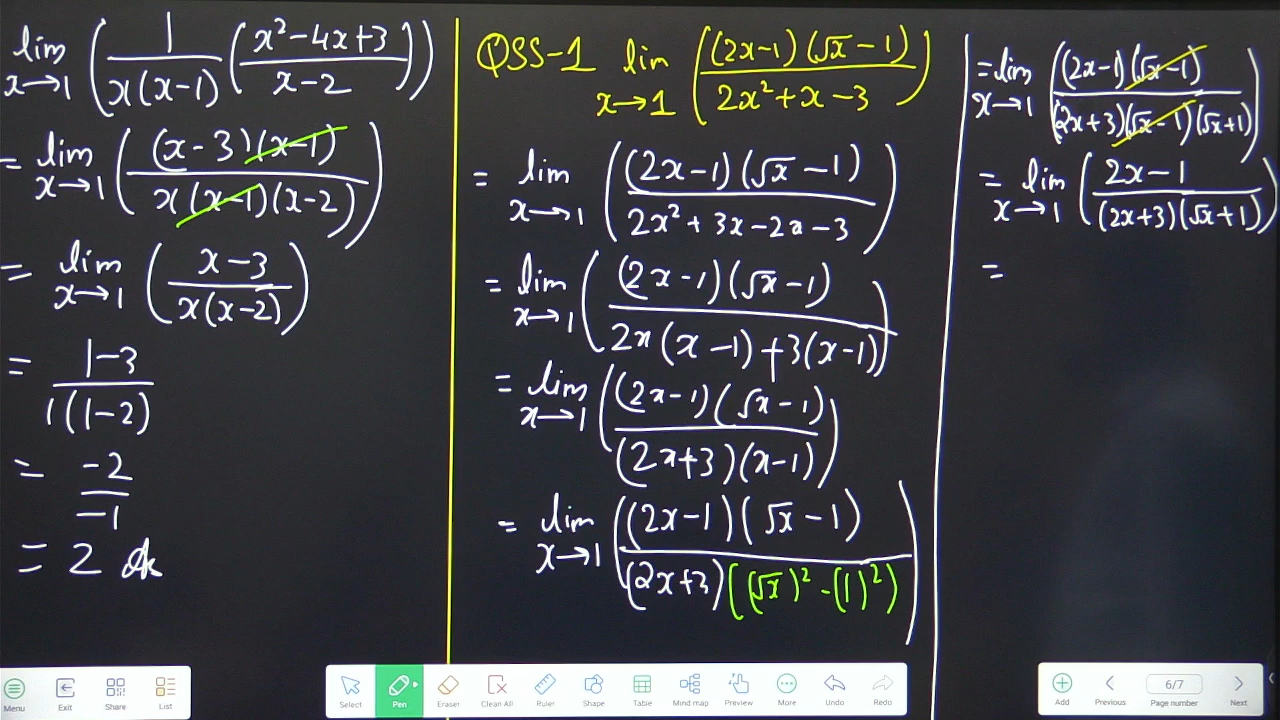 lim x→1 (1/(x(x-1)) ((x²-4x+3)/(x-2)))
= lim x→1 (((x-3)(x-1))/(x(x-1)(x-2)))
= lim x→1 ((x-3)/(x(x-2)))
= (1-3)/(1(1-2))
= -2/-1
= 2
QSS-1 lim x→1 (((2x-1)(√x-1))/(2x²+x-3))
= lim x→1 (((2x-1)(√x-1))/(2x²+3x-2x-3))
= lim x→1 (((2x-1)(√x-1))/(2x(x-1)+3(x-1)))
= lim x→1 (((2x-1)(√x-1))/((2x+3)(x-1)))
= lim x→1 (((2x-1)(√x-1))/((2x+3)((√x)²-(1)²)))
= lim x→1 (((2x-1)(√x-1))/((2x+3)(√x-1)(√x+1)))
= lim x→1 ((2x-1)/((2x+3)(√x+1)))
=
Menu Exit Share List Select Pen Eraser Clean All Ruler Shape Table Mind map Preview More Undo Redo Add Previous 6/7 Page number Next